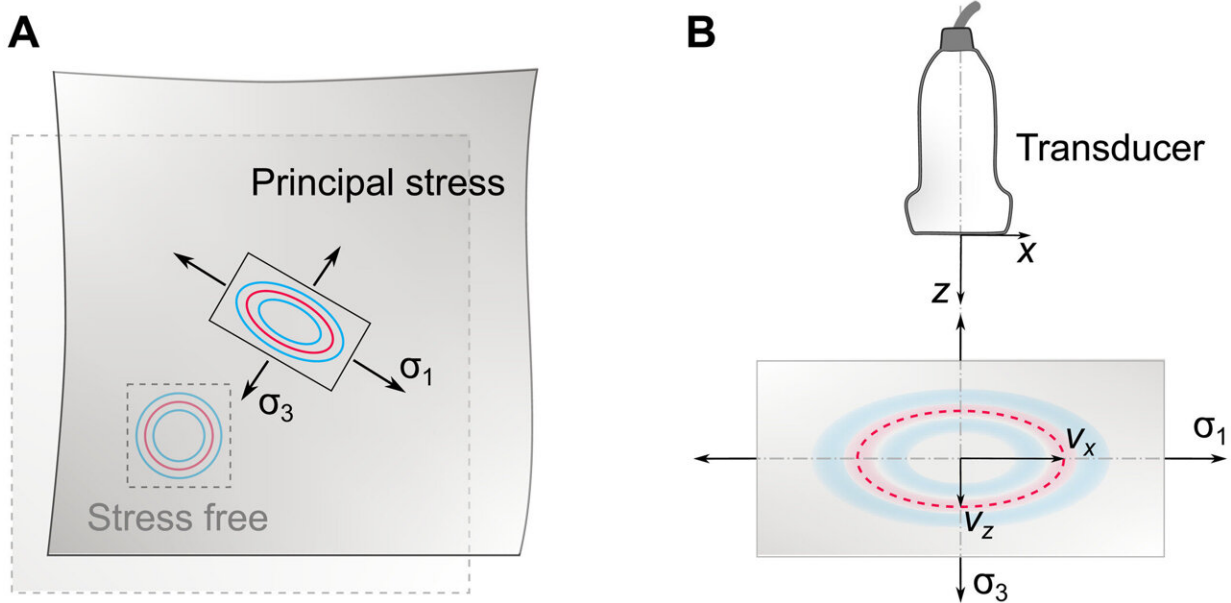 A
Principal stress
σ1
σ3
Stress free
B
Transducer
x
z
σ1
vx
vz
σ3